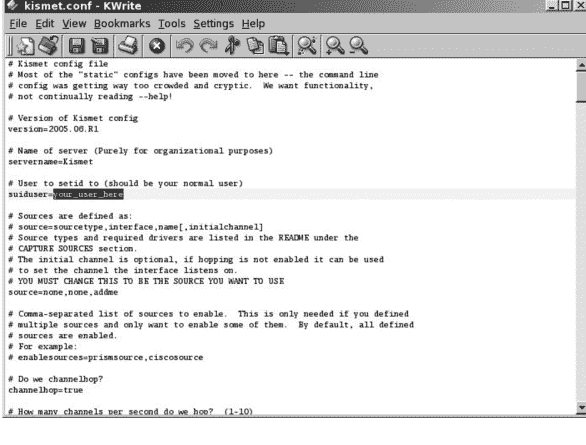 kismet.conf - KWrite
File Edit View Bookmarks Tools Settings Help
# Kismet config file
# Most of the "static" configs have been moved to here -- the command line
# config was getting way too crowded and cryptic. We want functionality,
# not continually reading --help!
# Version of Kismet config
version=2005.06.R1
# Name of server (Purely for organizational purposes)
servername=Kismet
# User to setid to (should be your normal user)
suiduser=your_user_here
# Sources are defined as:
# source=sourcetype,interface,name[,initialchannel]
# Source types and required drivers are listed in the README under the
# CAPTURE SOURCES section.
# The initial channel is optional, if hopping is not enabled it can be used
# to set the channel the interface listens on.
# YOU MUST CHANGE THIS TO BE THE SOURCE YOU WANT TO USE
source=none,none,addme
# Comma-separated list of sources to enable. This is only needed if you defined
# multiple sources and only want to enable some of them. By default, all defined
# sources are enabled.
# For example:
# enablesources=prismsource,ciscosource
# Do we channelhop?
channelhop=true
# How many channels per second do we hop? (1-10)